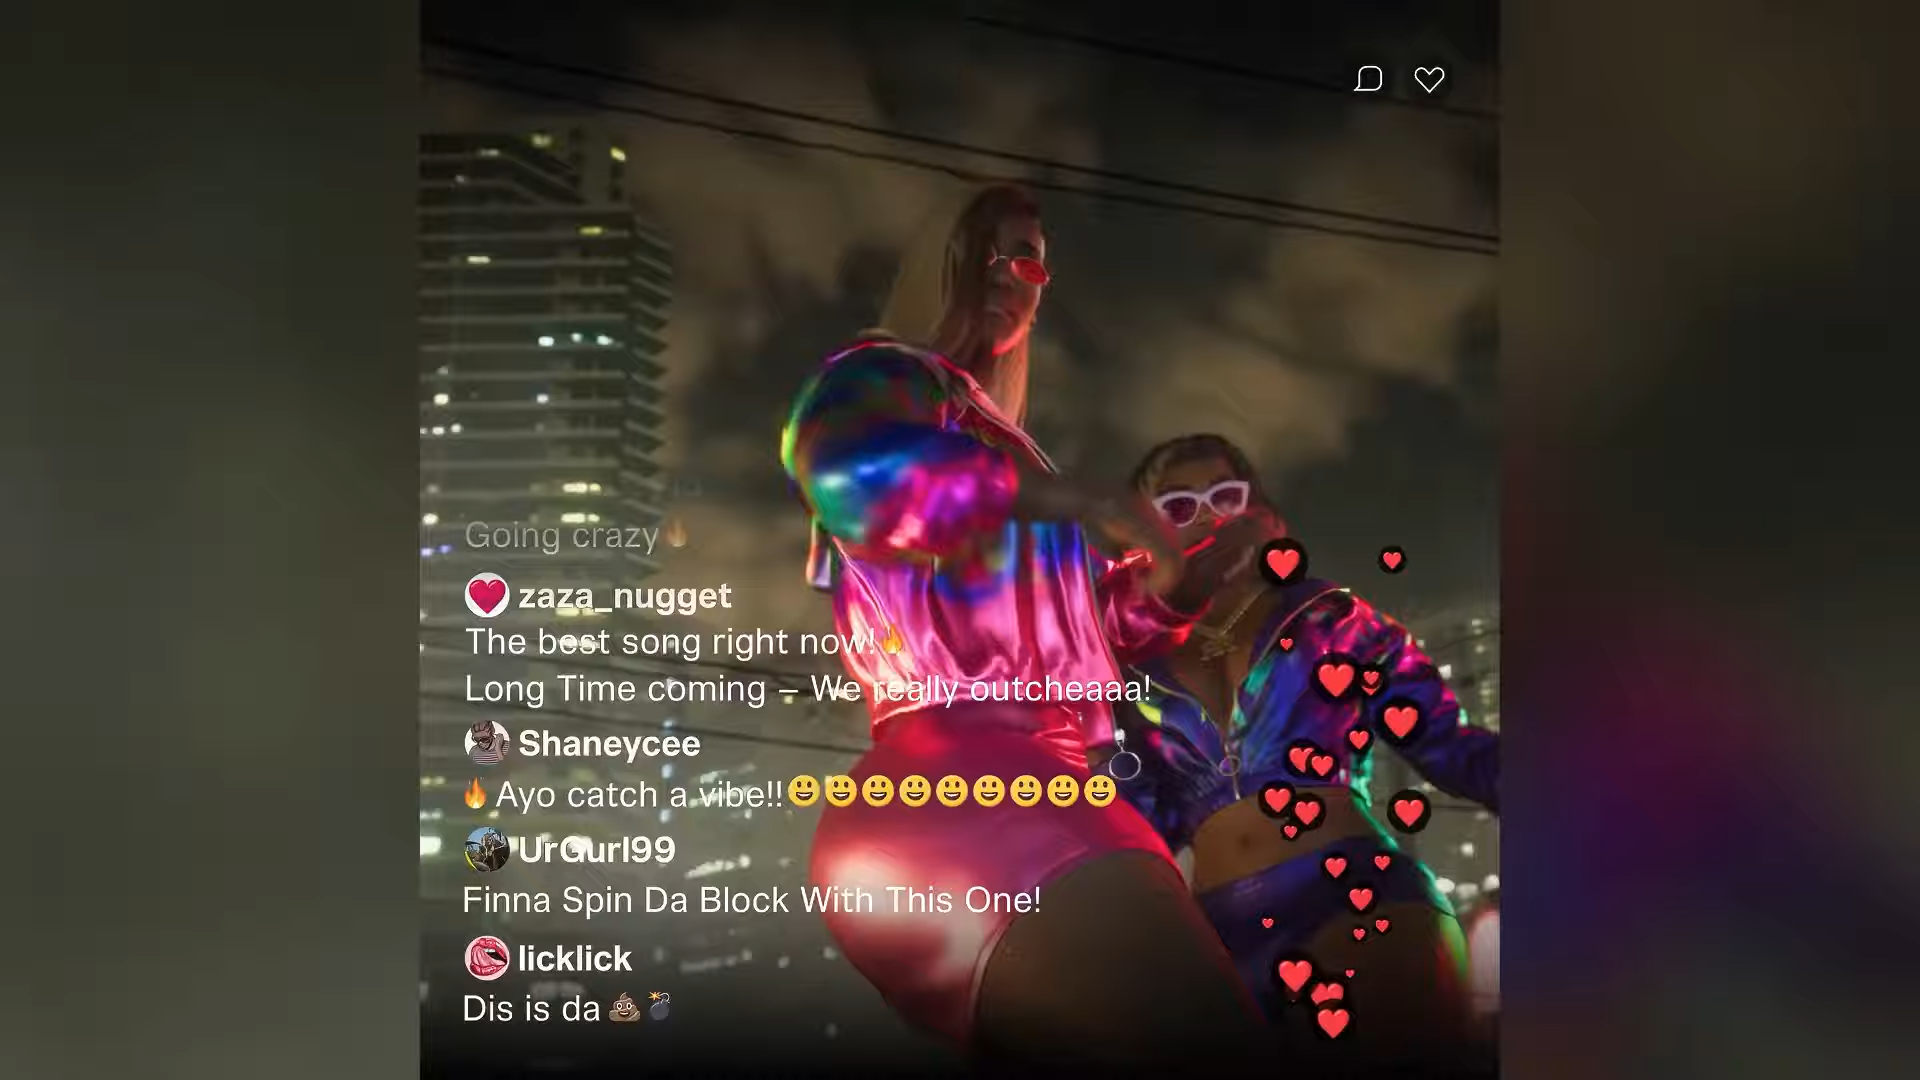 Going crazy🔥
zaza_nugget
The best song right now!🔥
Long Time coming – We really outcheaaa!
Shaneycee
🔥Ayo catch a vibe!!😀😀😀😀😀😀😀😀😀
UrGurl99
Finna Spin Da Block With This One!
licklick
Dis is da💩💣